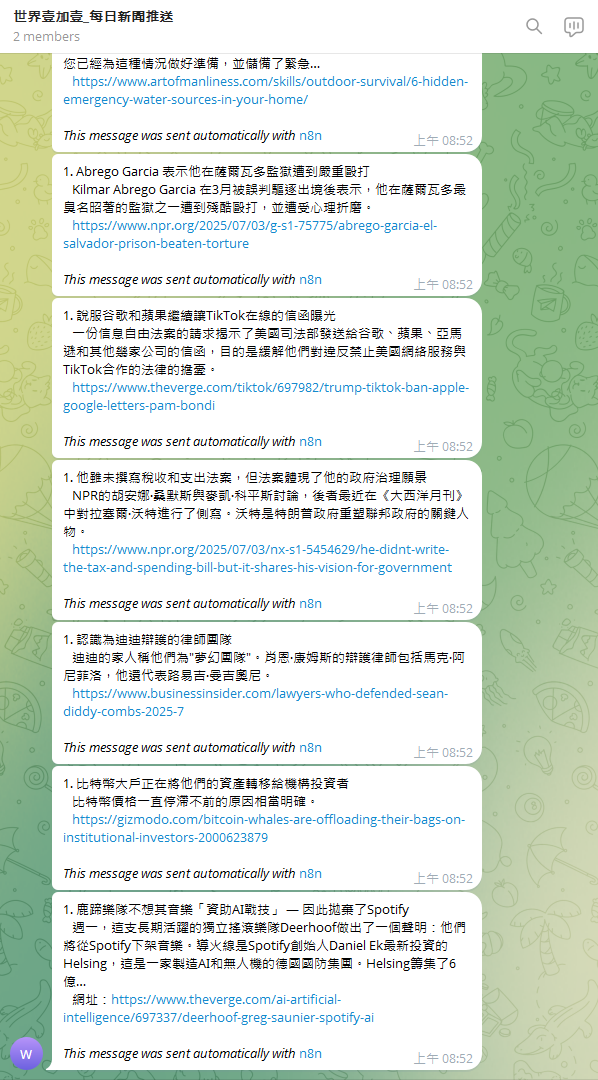 世界壹加壹_每日新聞推送
2 members
您已經為這種情況做好準備，並儲備了緊急...
https://www.artofmanliness.com/skills/outdoor-survival/6-hidden-
emergency-water-sources-in-your-home/
This message was sent automatically with n8n
上午 08:52
1. Abrego Garcia 表示他在薩爾瓦多監獄遭到嚴重毆打
Kilmar Abrego Garcia 在3月被誤判驅逐出境後表示，他在薩爾瓦多最
臭名昭著的監獄之一遭到殘酷毆打，並遭受心理折磨。
https://www.npr.org/2025/07/03/g-s1-75775/abrego-garcia-el-
salvador-prison-beaten-torture
This message was sent automatically with n8n
上午 08:52
1. 說服谷歌和蘋果繼續讓TikTok在線的信函曝光
一份信息自由法案的請求揭示了美國司法部發送給谷歌、蘋果、亞馬
遜和其他幾家公司的信函，目的是緩解他們對違反禁止美國網絡服務與
TikTok合作的法律的擔憂。
https://www.theverge.com/tiktok/697982/trump-tiktok-ban-apple-
google-letters-pam-bondi
This message was sent automatically with n8n
上午 08:52
1. 他雖未撰寫稅收和支出法案，但法案體現了他的政府治理願景
NPR的胡安娜·桑默斯與麥凱·科平斯討論，後者最近在《大西洋月刊》
中對拉塞爾·沃特進行了側寫。沃特是特朗普政府重塑聯邦政府的關鍵人
物。
https://www.npr.org/2025/07/03/nx-s1-5454629/he-didnt-write-
the-tax-and-spending-bill-but-it-shares-his-vision-for-government
This message was sent automatically with n8n
上午 08:52
1. 認識為迪迪辯護的律師團隊
迪迪的家人稱他們為"夢幻團隊"。肖恩·康姆斯的辯護律師包括馬克·阿
尼菲洛，他還代表路易吉·曼吉奧尼。
https://www.businessinsider.com/lawyers-who-defended-sean-
diddy-combs-2025-7
This message was sent automatically with n8n
上午 08:52
1. 比特幣大戶正在將他們的資產轉移給機構投資者
比特幣價格一直停滯不前的原因相當明確。
https://gizmodo.com/bitcoin-whales-are-offloading-their-bags-on-
institutional-investors-2000623879
This message was sent automatically with n8n
上午 08:52
1. 鹿蹄樂隊不想其音樂「資助AI戰技」 — 因此拋棄了Spotify
週一，這支長期活躍的獨立搖滾樂隊Deerhoof做出了一個聲明：他們
將從Spotify下架音樂。導火線是Spotify創始人Daniel Ek最新投資的
Helsing，這是一家製造AI和無人機的德國國防集團。Helsing籌集了6
億...
網址：https://www.theverge.com/ai-artificial-
intelligence/697337/deerhoof-greg-saunier-spotify-ai
This message was sent automatically with n8n
上午 08:52
W